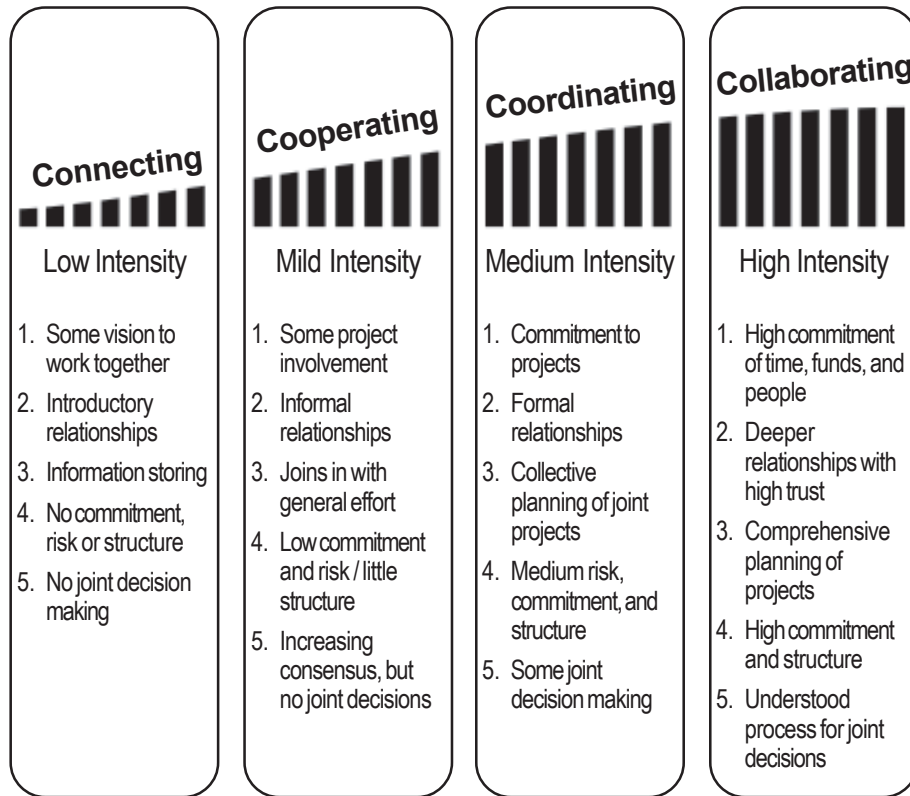 Connecting
Low Intensity
1. Some vision to
work together
2. Introductory
relationships
3. Information storing
4. No commitment,
risk or structure
5. No joint decision
making
Cooperating
Mild Intensity
1. Some project
involvement
2. Informal
relationships
3. Joins in with
general effort
4. Low commitment
and risk / little
structure
5. Increasing
consensus, but
no joint decisions
Coordinating
Medium Intensity
1. Commitment to
projects
2. Formal
relationships
3. Collective
planning of joint
projects
4. Medium risk,
commitment, and
structure
5. Some joint
decision making
Collaborating
High Intensity
1. High commitment
of time, funds, and
people
2. Deeper
relationships with
high trust
3. Comprehensive
planning of
projects
4. High commitment
and structure
5. Understood
process for joint
decisions